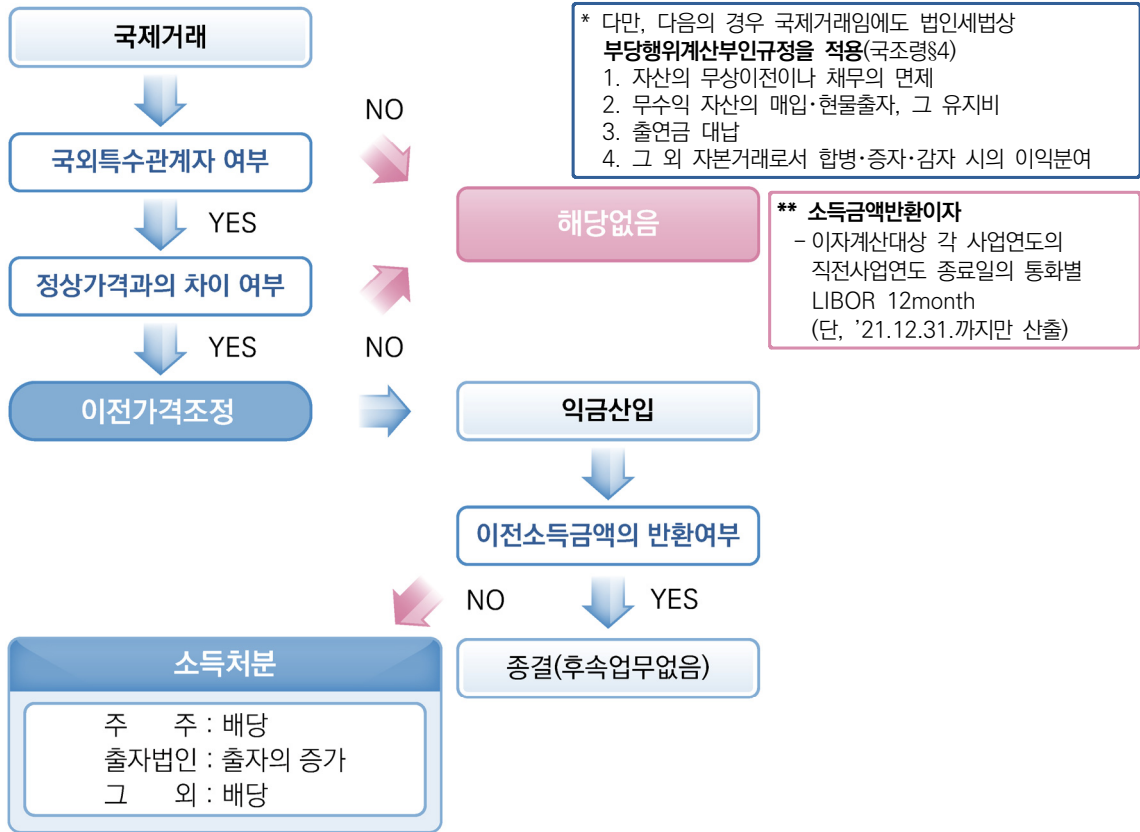 국제거래
* 다만, 다음의 경우 국제거래임에도 법인세법상
부당행위계산부인규정을 적용(국조령§4)
1. 자산의 무상이전이나 채무의 면제
2. 무수익 자산의 매입·현물출자, 그 유지비
3. 출연금 대납
4. 그 외 자본거래로서 합병·증자·감자 시의 이익분여
NO
국외특수관계자 여부
YES
해당없음
** 소득금액반환이자
- 이자계산대상 각 사업연도의
직전사업연도 종료일의 통화별
LIBOR 12month
(단, ’21.12.31.까지만 산출)
정상가격과의 차이 여부
YES
NO
이전가격조정
익금산입
이전소득금액의 반환여부
NO
YES
소득처분
종결(후속업무없음)
주 주 : 배당
출자법인 : 출자의 증가
그 외 : 배당